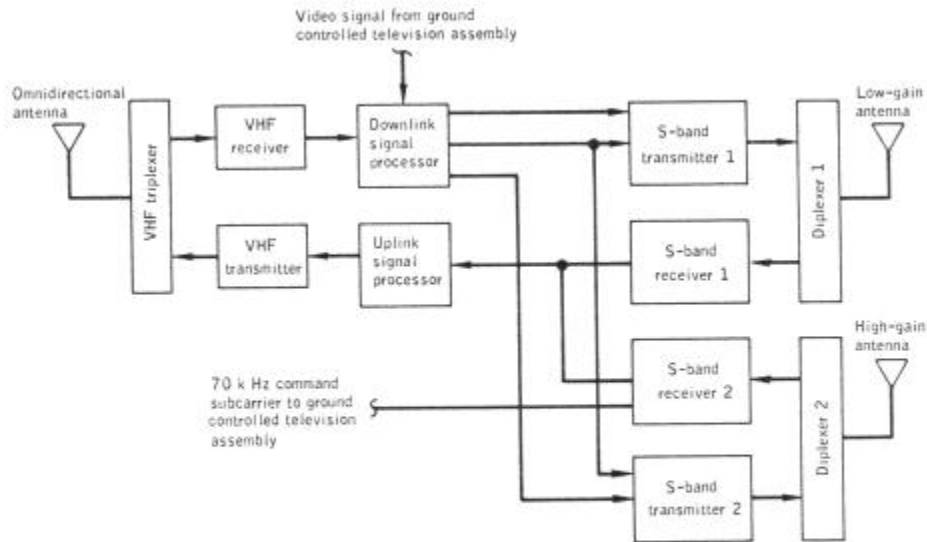 Video signal from ground
controlled television assembly
Omnidirectional
antenna
VHF triplexer
VHF
receiver
Downlink
signal
processor
S-band
transmitter 1
Diplexer 1
Low-gain
antenna
VHF
transmitter
Uplink
signal
processor
S-band
receiver 1
High-gain
antenna
70 k Hz command
subcarrier to ground
controlled television
assembly
S-band
receiver 2
Diplexer 2
S-band
transmitter 2